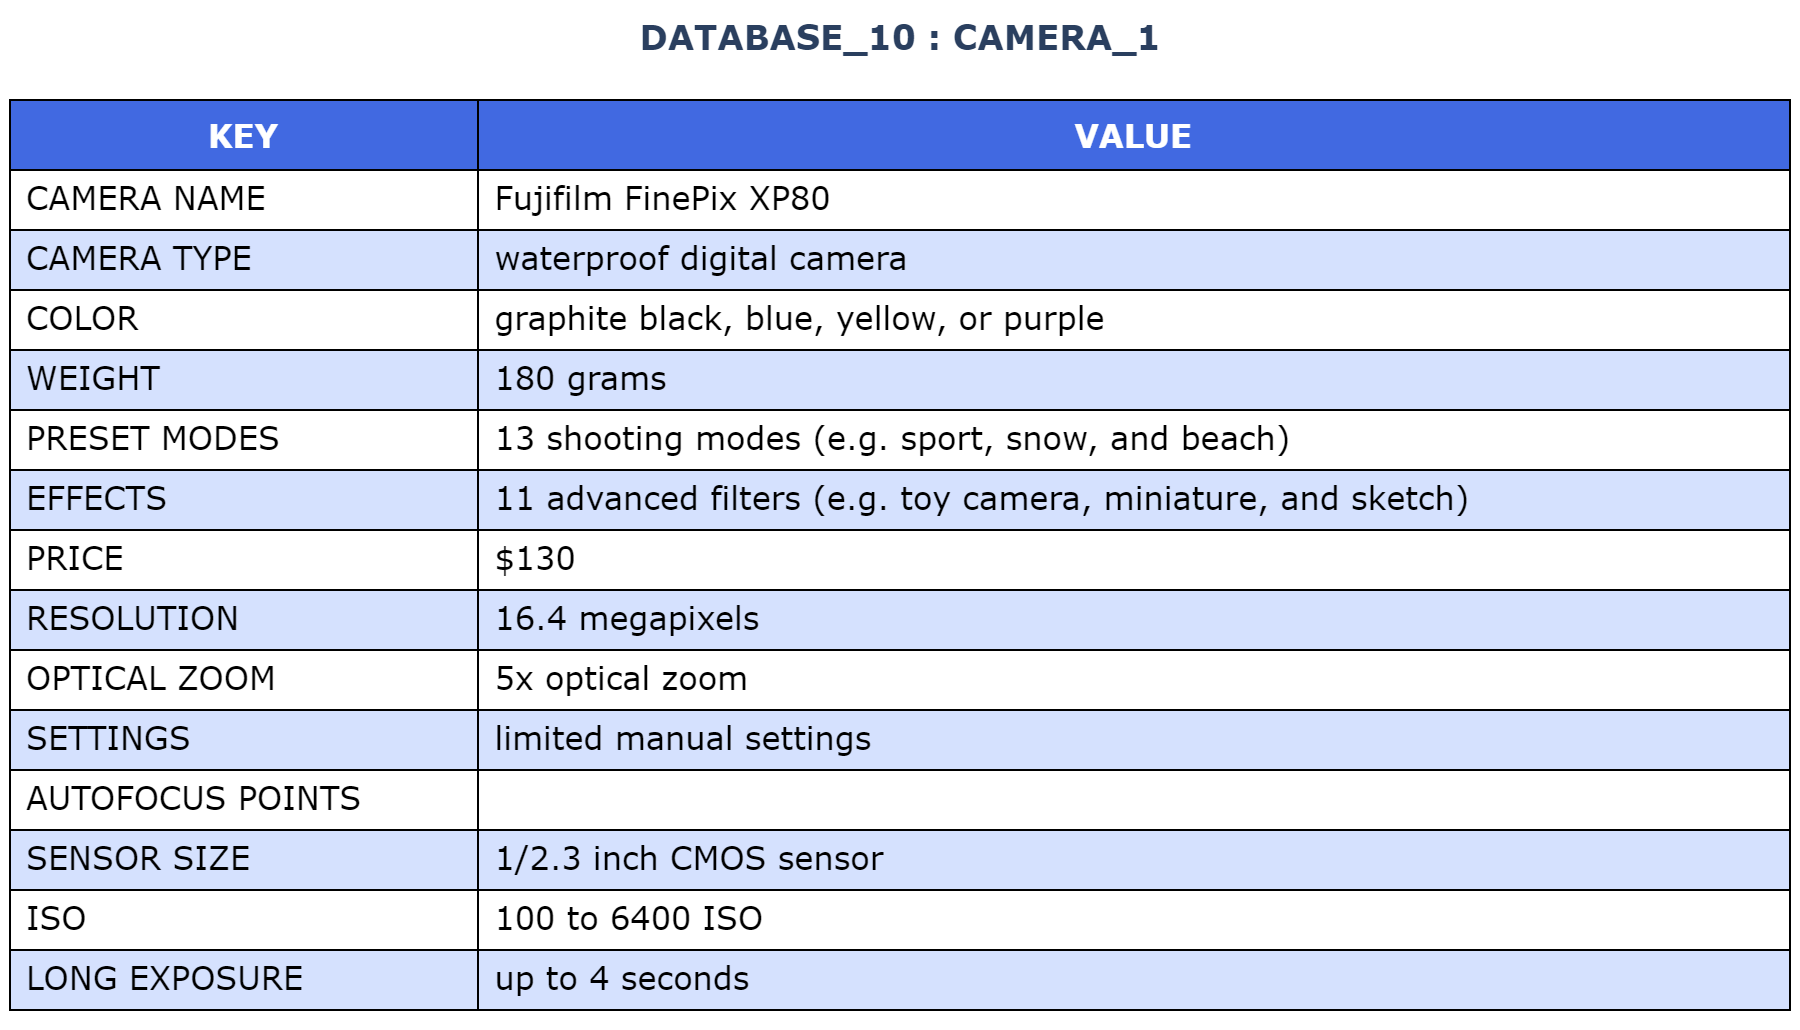 DATABASE_10 : CAMERA_1
KEY VALUE
CAMERA NAME Fujifilm FinePix XP80
CAMERA TYPE waterproof digital camera
COLOR graphite black, blue, yellow, or purple
WEIGHT 180 grams
PRESET MODES 13 shooting modes (e.g. sport, snow, and beach)
EFFECTS 11 advanced filters (e.g. toy camera, miniature, and sketch)
PRICE $130
RESOLUTION 16.4 megapixels
OPTICAL ZOOM 5x optical zoom
SETTINGS limited manual settings
AUTOFOCUS POINTS
SENSOR SIZE 1/2.3 inch CMOS sensor
ISO 100 to 6400 ISO
LONG EXPOSURE up to 4 seconds